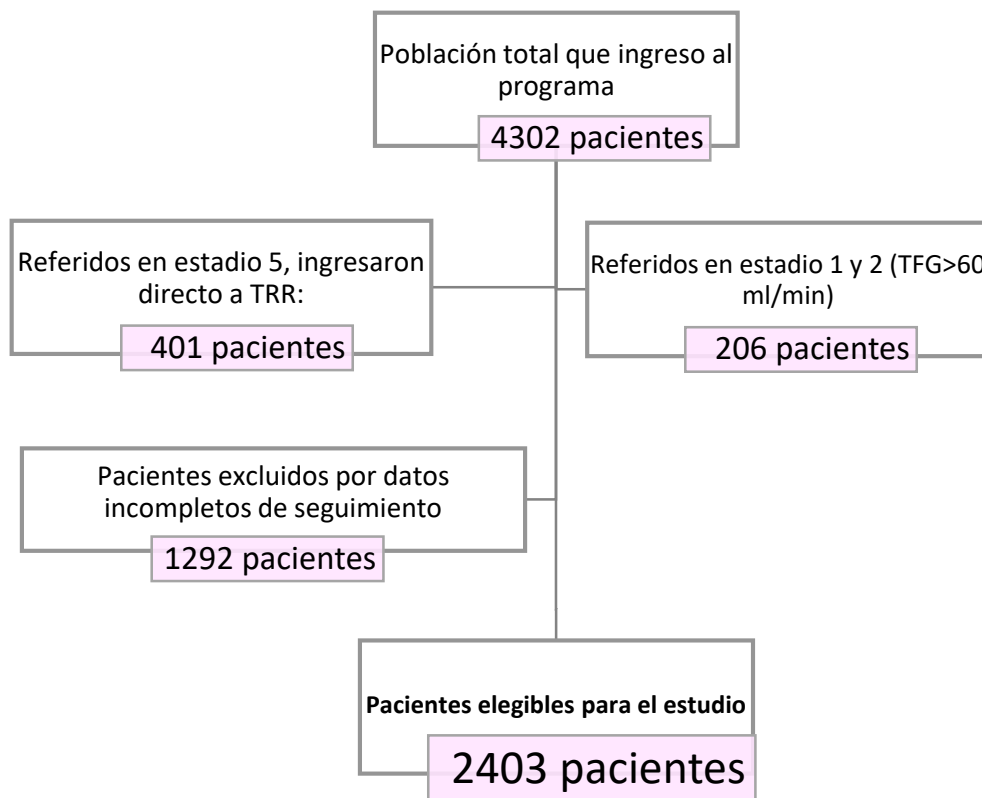 Población total que ingreso al
programa
4302 pacientes
Referidos en estadio 5, ingresaron
directo a TRR:
401 pacientes
Referidos en estadio 1 y 2 (TFG>60
ml/min)
206 pacientes
Pacientes excluidos por datos
incompletos de seguimiento
1292 pacientes
Pacientes elegibles para el estudio
2403 pacientes